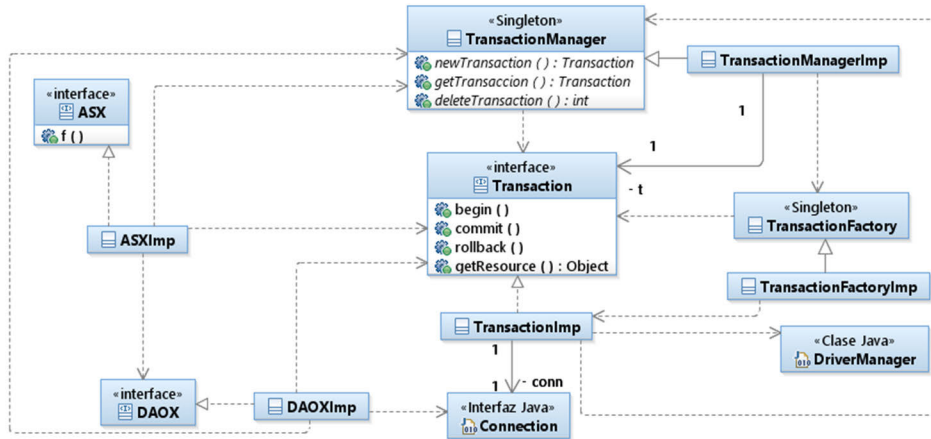 «Singleton»
TransactionManager
newTransaction ( ) : Transaction
getTransaccion ( ) : Transaction
deleteTransaction ( ) : int
TransactionManagerImp
«interface»
ASX
f ( )
1
1
- t
«interface»
Transaction
begin ( )
commit ( )
rollback ( )
getResource ( ) : Object
«Singleton»
TransactionFactory
ASXImp
TransactionFactoryImp
TransactionImp
1
«Clase Java»
DriverManager
- conn
1
«interface»
DAOX
DAOXImp
«Interfaz Java»
Connection